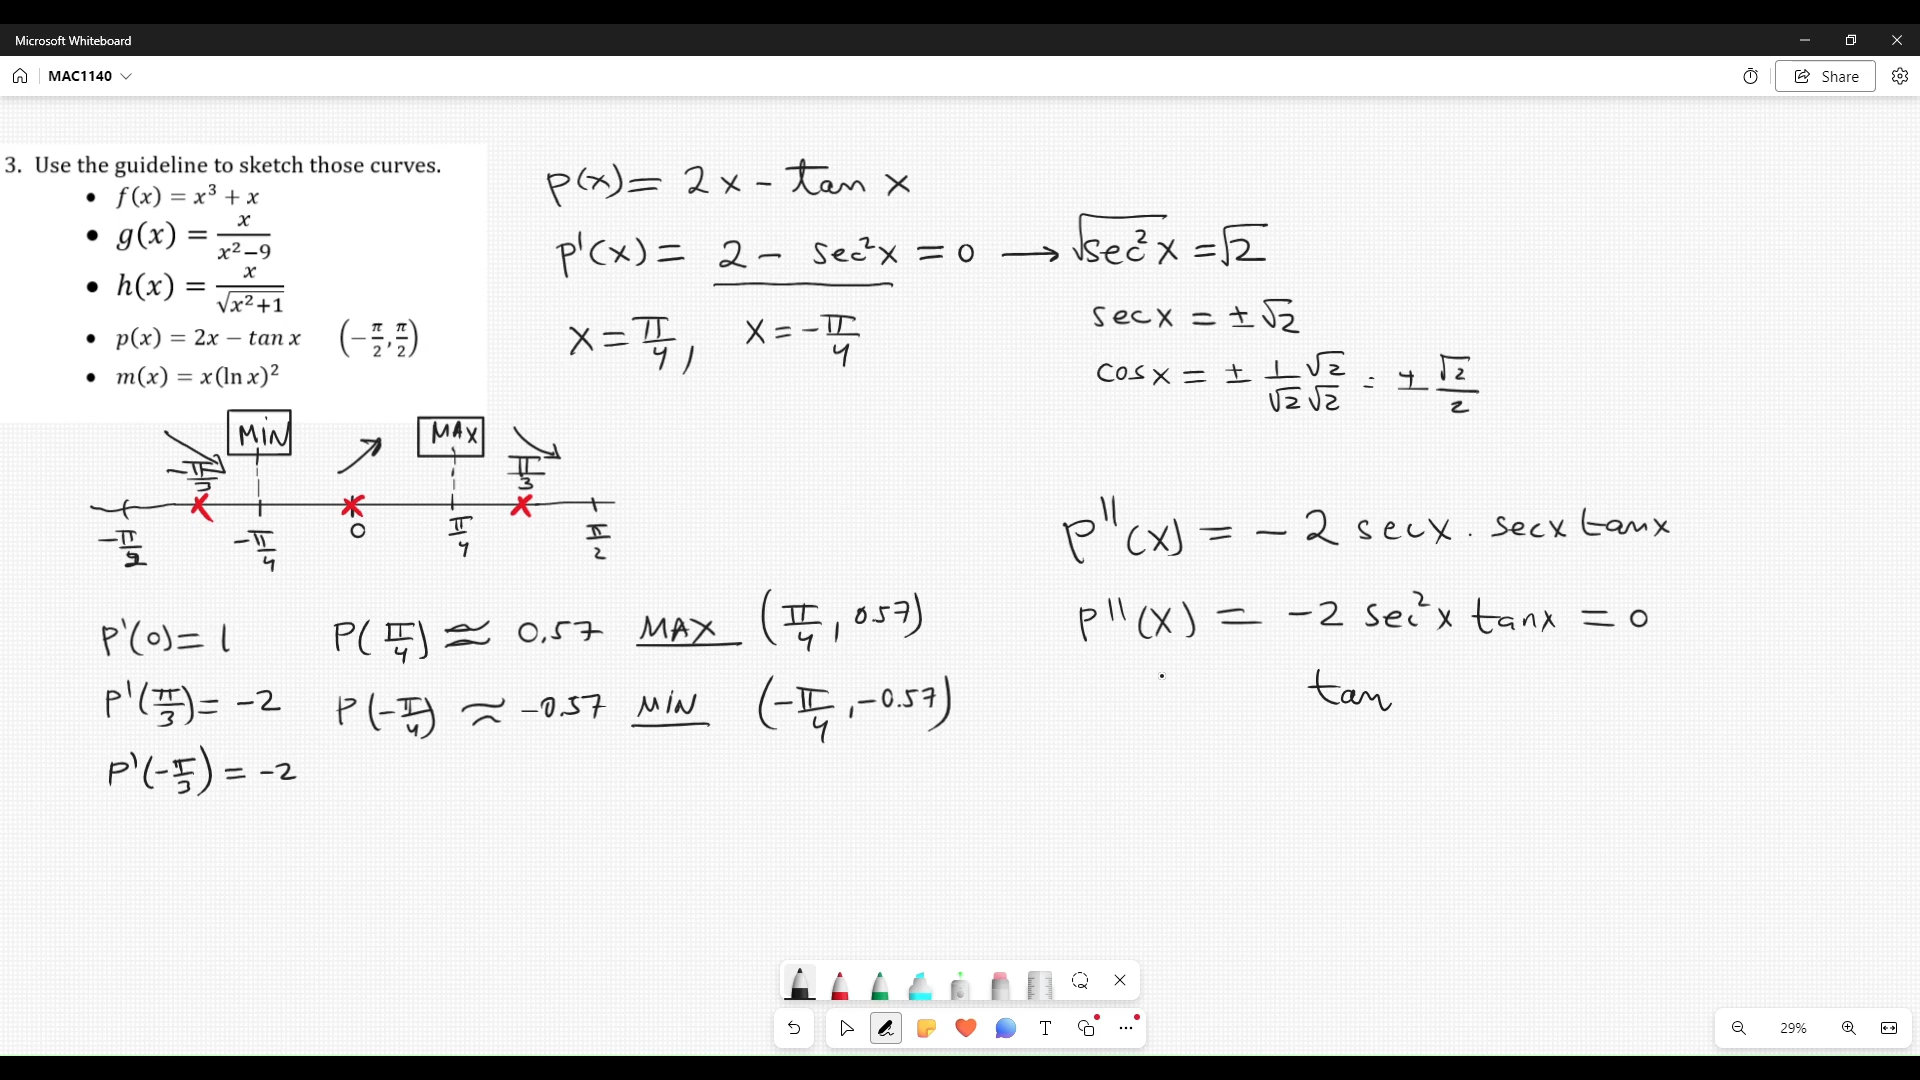 Microsoft Whiteboard
MAC1140
Share
3. Use the guideline to sketch those curves.
• f(x) = x³ + x
• g(x) = x/(x²−9)
• h(x) = x/√(x²+1)
• p(x) = 2x − tan x (−π/2, π/2)
• m(x) = x(ln x)²
P(x) = 2x - tan x
P'(x) = 2 - sec²x = 0 → √sec²x = √2
x = π/4, x = -π/4
sec x = ±√2
cos x = ± 1/√2 √2/√2 = ± √2/2
MIN MAX
-π/3 π/3
-π/2 -π/4 0 π/4 π/2
P''(x) = -2 sec x . sec x tan x
P''(x) = -2 sec²x tan x = 0
tan
P'(0) = 1 P(π/4) ≈ 0.57 MAX (π/4, 0.57)
P'(π/3) = -2 P(-π/4) ≈ -0.57 MIN (-π/4, -0.57)
P'(-π/3) = -2
T
29%